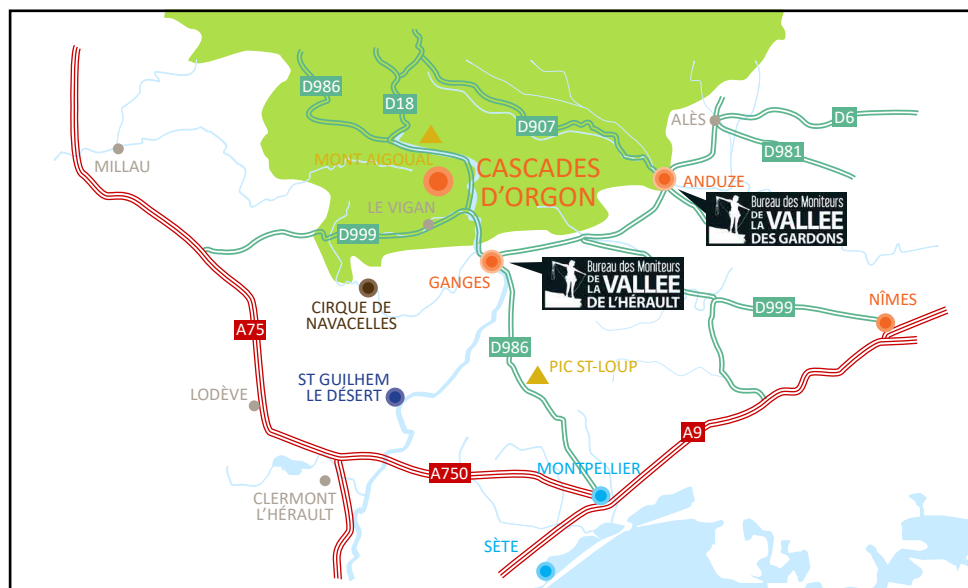 D986
D18
D907
ALÈS
D6
D981
MILLAU
MONT-AIGOUAL
CASCADES
D'ORGON
ANDUZE
Bureau des Moniteurs
DE LA VALLEE
DES GARDONS
LE VIGAN
D999
GANGES
Bureau des Moniteurs
DE LA VALLEE
DE L'HÉRAULT
CIRQUE DE
NAVACELLES
NÎMES
D999
A75
D986
PIC ST-LOUP
ST GUILHEM
LE DÉSERT
LODÈVE
A9
A750
MONTPELLIER
CLERMONT
L'HÉRAULT
SÈTE